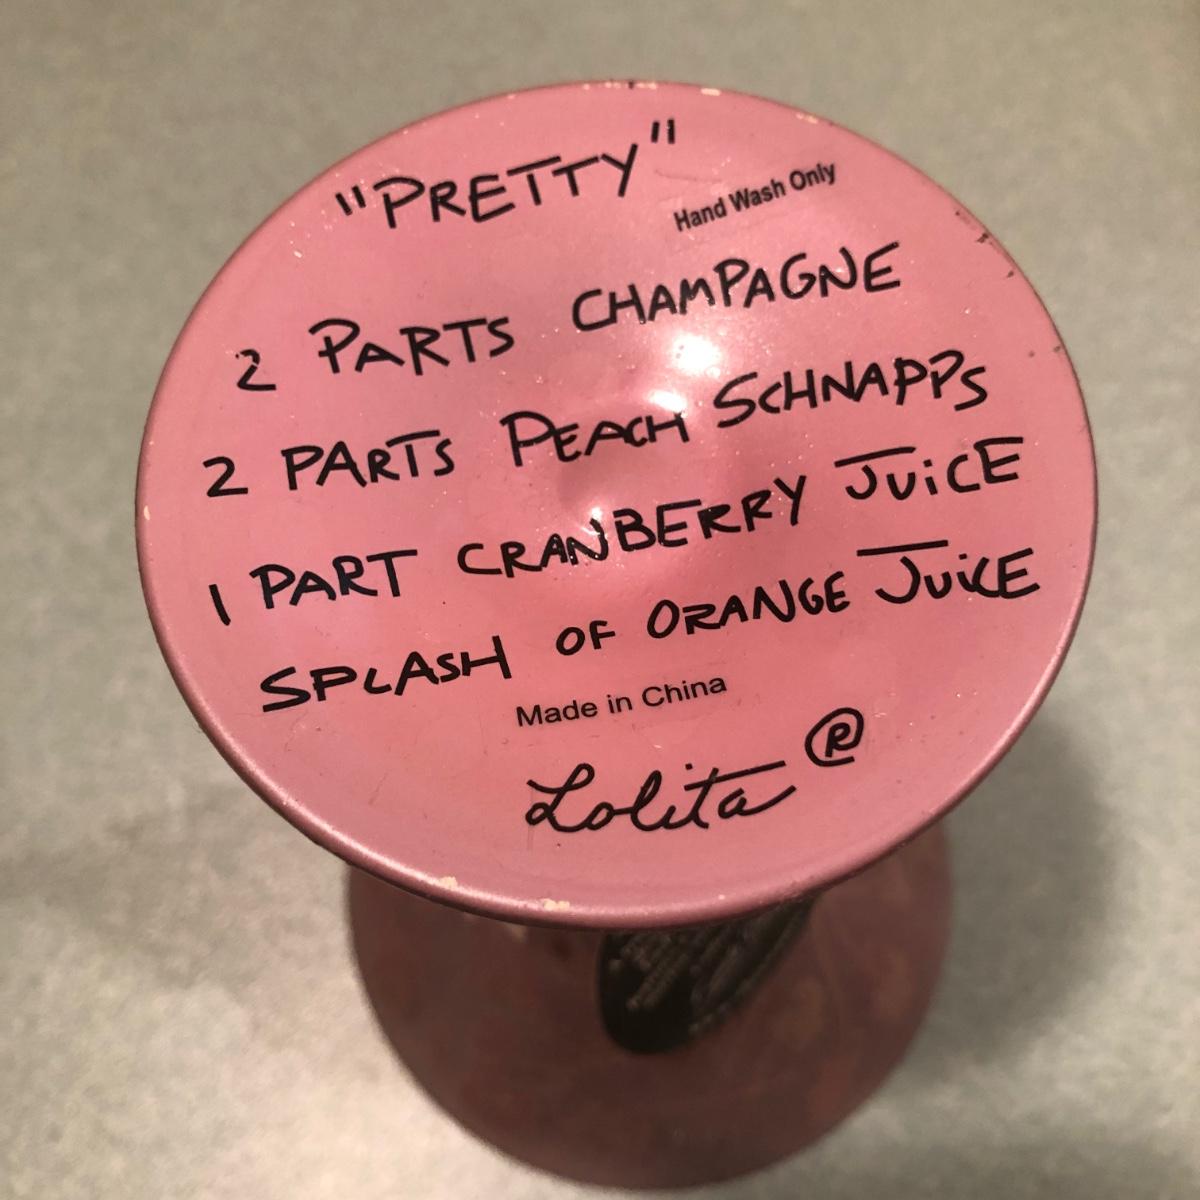 "PRETTY"
Hand Wash Only
2 PARTS CHAMPAGNE
2 PARTS PEACH SCHNAPPS
1 PART CRANBERRY JUiCE
SPLASH OF ORANGE JUiCE
Made in China
Lolita ®